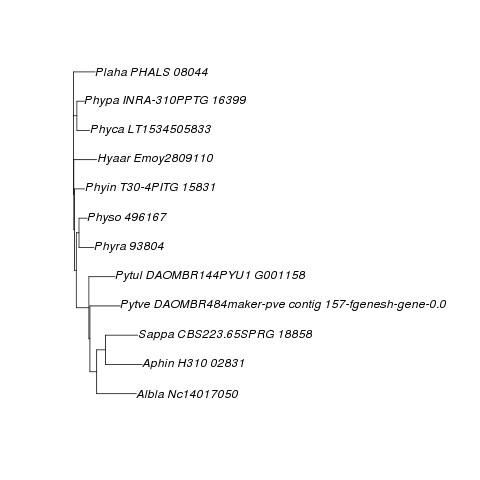 Plaha PHALS 08044
Phypa INRA-310PPTG 16399
Phyca LT1534505833
Hyaar Emoy2809110
Phyin T30-4PITG 15831
Physo 496167
Phyra 93804
Pytul DAOMBR144PYU1 G001158
Pytve DAOMBR484maker-pve contig 157-fgenesh-gene-0.0
Sappa CBS223.65SPRG 18858
Aphin H310 02831
Albla Nc14017050